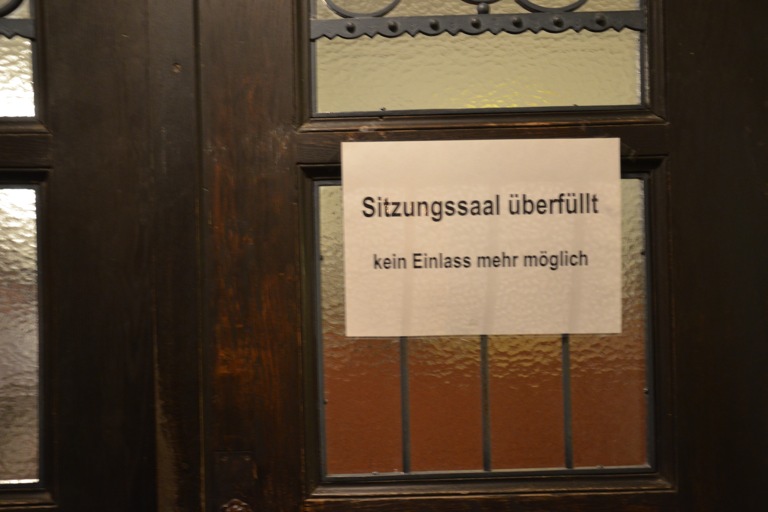 Sitzungssaal überfüllt
kein Einlass mehr möglich